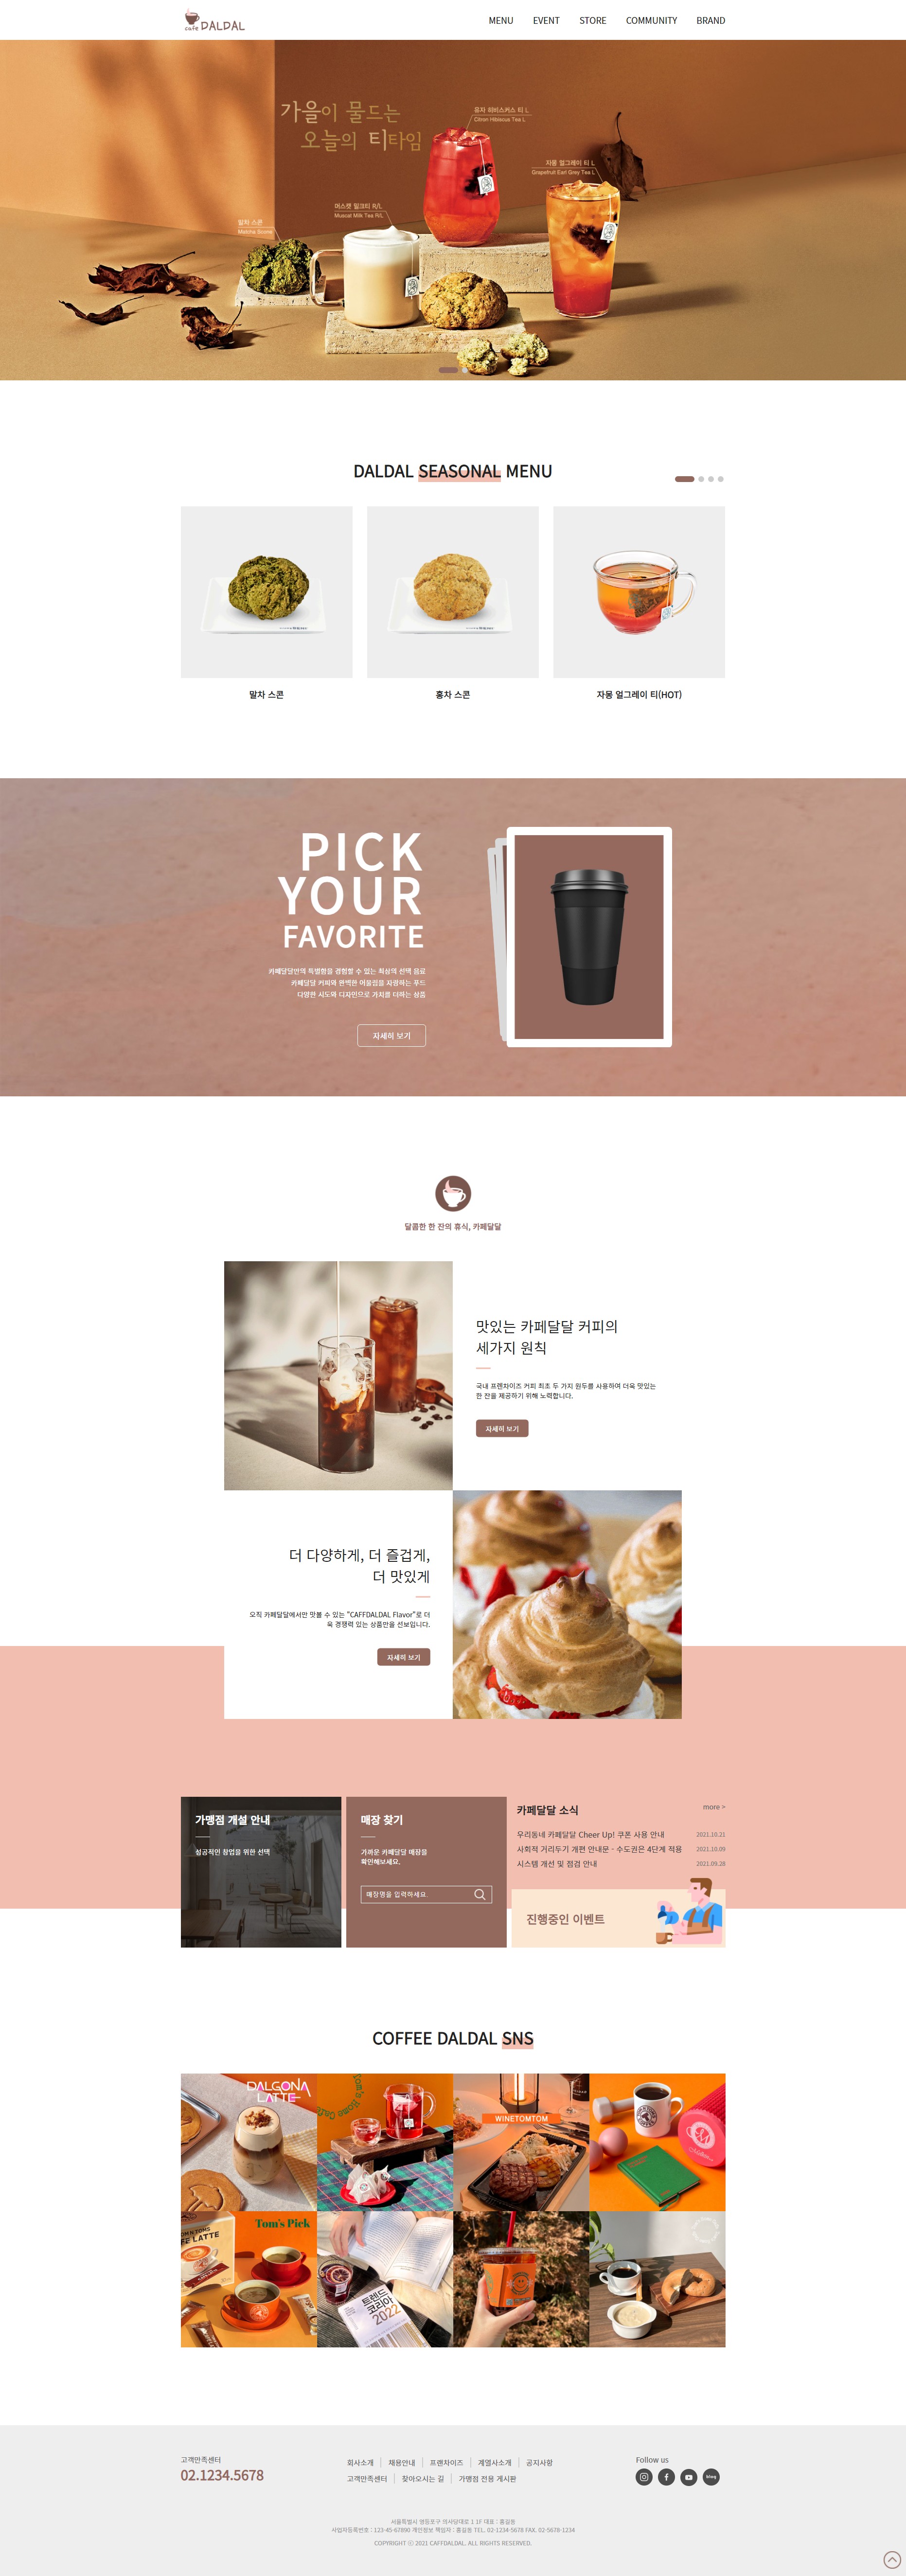 cafe DALDAL
MENU EVENT STORE COMMUNITY BRAND
가을이 물드는
오늘의 티타임
유자 히비스커스 티 L
Citron Hibiscus Tea L
자몽 얼그레이 티 L
Grapefruit Earl Grey Tea L
머스캣 밀크티 R/L
Muscat Milk Tea R/L
말차 스콘
Matcha Scone
DALDAL SEASONAL MENU
말차 스콘
홍차 스콘
자몽 얼그레이 티(HOT)
PICK
YOUR
FAVORITE
카페달달만의 특별함을 경험할 수 있는 최상의 선택 음료
카페달달 커피와 완벽한 어울림을 자랑하는 푸드
다양한 시도와 디자인으로 가치를 더하는 상품
자세히 보기
달콤한 한 잔의 휴식, 카페달달
맛있는 카페달달 커피의
세가지 원칙
국내 프렌차이즈 커피 최초 두 가지 원두를 사용하여 더욱 맛있는
한 잔을 제공하기 위해 노력합니다.
자세히 보기
더 다양하게, 더 즐겁게,
더 맛있게
오직 카페달달에서만 맛볼 수 있는 "CAFFDALDAL Flavor"로 더
욱 경쟁력 있는 상품만을 선보입니다.
자세히 보기
가맹점 개설 안내
성공적인 창업을 위한 선택
매장 찾기
가까운 카페달달 매장을
확인해보세요.
매장명을 입력하세요.
카페달달 소식
more >
우리동네 카페달달 Cheer Up! 쿠폰 사용 안내 2021.10.21
사회적 거리두기 개편 안내문 - 수도권은 4단계 적용 2021.10.09
시스템 개선 및 점검 안내 2021.09.28
진행중인 이벤트
COFFEE DALDAL SNS
DALGONA
LATTE
WINETOMTOM
Tom's Pick
트렌드
코리아
2022
고객만족센터
02.1234.5678
회사소개 채용안내 프랜차이즈 계열사소개 공지사항
고객만족센터 찾아오시는 길 가맹점 전용 게시판
Follow us
blog
서울특별시 영등포구 의사당대로 1 1F 대표 : 홍길동
사업자등록번호 : 123-45-67890 개인정보 책임자 : 홍길동 TEL. 02-1234-5678 FAX. 02-5678-1234
COPYRIGHT ⓒ 2021 CAFFDALDAL. ALL RIGHTS RESERVED.